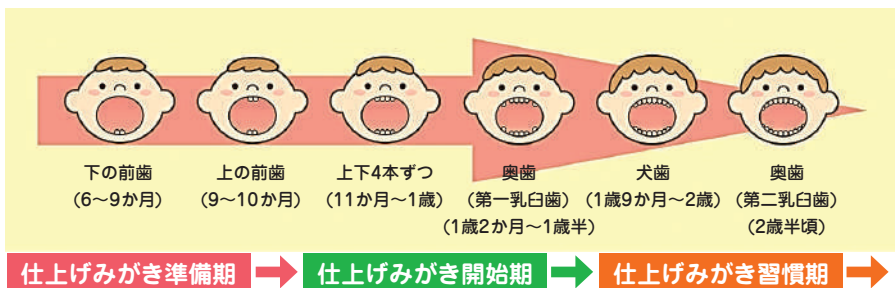 下の前歯
(6〜9か月)
上の前歯
(9〜10か月)
上下4本ずつ
(11か月〜1歳)
奥歯
(第一乳臼歯)
(1歳2か月〜1歳半)
犬歯
(1歳9か月〜2歳)
奥歯
(第二乳臼歯)
(2歳半頃)
仕上げみがき準備期
仕上げみがき開始期
仕上げみがき習慣期